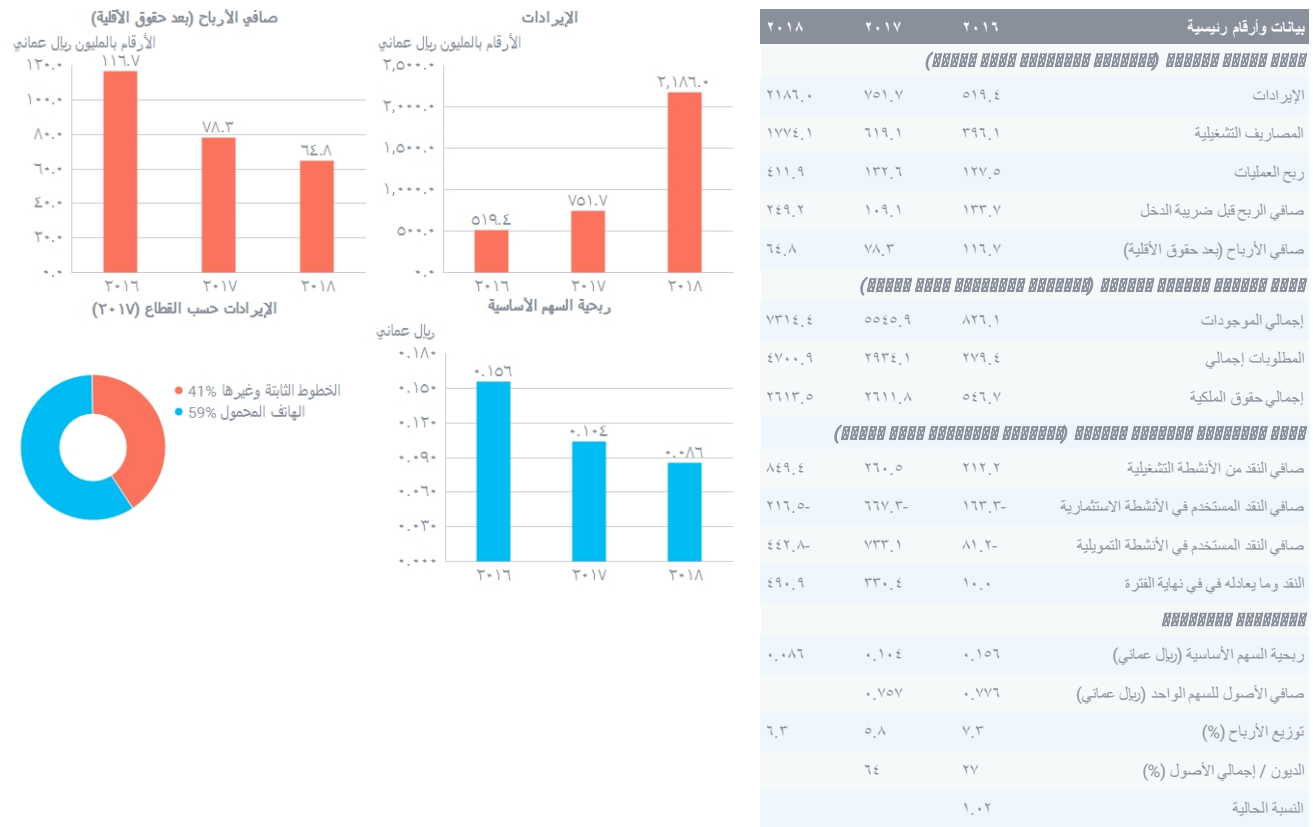 بيانات وأرقام رئيسية ٢٠١٦ ٢٠١٧ ٢٠١٨
الإيرادات ٥١٩.٤ ٧٥١.٧ ٢١٨٦.٠
المصاريف التشغيلية ٣٩٦.١ ٦١٩.١ ١٧٧٤.١
ربح العمليات ١٢٧.٥ ١٣٢.٦ ٤١١.٩
صافي الربح قبل ضريبة الدخل ١٣٣.٧ ١٠٩.١ ٢٤٩.٢
صافي الأرباح (بعد حقوق الأقلية) ١١٦.٧ ٧٨.٣ ٦٤.٨
إجمالي الموجودات ٨٢٦.١ ٥٥٤٥.٩ ٧٣١٤.٤
المطلوبات إجمالي ٢٧٩.٤ ٢٩٣٤.١ ٤٧٠٠.٩
إجمالي حقوق الملكية ٥٤٦.٧ ٢٦١١.٨ ٢٦١٣.٥
صافي النقد من الأنشطة التشغيلية ٢١٢.٢ ٢٦٠.٥ ٨٤٩.٤
صافي النقد المستخدم في الأنشطة الاستثمارية -١٦٣.٣ -٦٦٧.٣ -٢١٦.٥
صافي النقد المستخدم في الأنشطة التمويلية -٨١.٢ ٧٣٣.١ -٤٤٢.٨
النقد وما يعادله في في نهاية الفترة ١٠.٠ ٣٣٠.٤ ٤٩٠.٩
ربحية السهم الأساسية (ريال عماني) ٠.١٥٦ ٠.١٠٤ ٠.٠٨٦
صافي الأصول للسهم الواحد (ريال عماني) ٠.٧٧٦ ٠.٧٥٧
توزيع الأرباح (%) ٧.٣ ٥.٨ ٦.٣
الديون / إجمالي الأصول (%) ٢٧ ٦٤
النسبة الحالية ١.٠٢
الإيرادات
الأرقام بالمليون ريال عماني
٢,٥٠٠.٠
٢,٠٠٠.٠
١,٥٠٠.٠
١,٠٠٠.٠
٥٠٠.٠
٠.٠
٥١٩.٤
٧٥١.٧
٢,١٨٦.٠
٢٠١٦ ٢٠١٧ ٢٠١٨
صافي الأرباح (بعد حقوق الأقلية)
الأرقام بالمليون ريال عماني
١٢٠.٠
١٠٠.٠
٨٠.٠
٦٠.٠
٤٠.٠
٢٠.٠
٠.٠
١١٦.٧
٧٨.٣
٦٤.٨
٢٠١٦ ٢٠١٧ ٢٠١٨
ربحية السهم الأساسية
ريال عماني
٠.١٨٠
٠.١٥٠
٠.١٢٠
٠.٠٩٠
٠.٠٦٠
٠.٠٣٠
٠.٠٠٠
٠.١٥٦
٠.١٠٤
٠.٠٨٦
٢٠١٦ ٢٠١٧ ٢٠١٨
الإيرادات حسب القطاع (٢٠١٧)
الخطوط الثابتة وغيرها 41%
الهاتف المحمول 59%